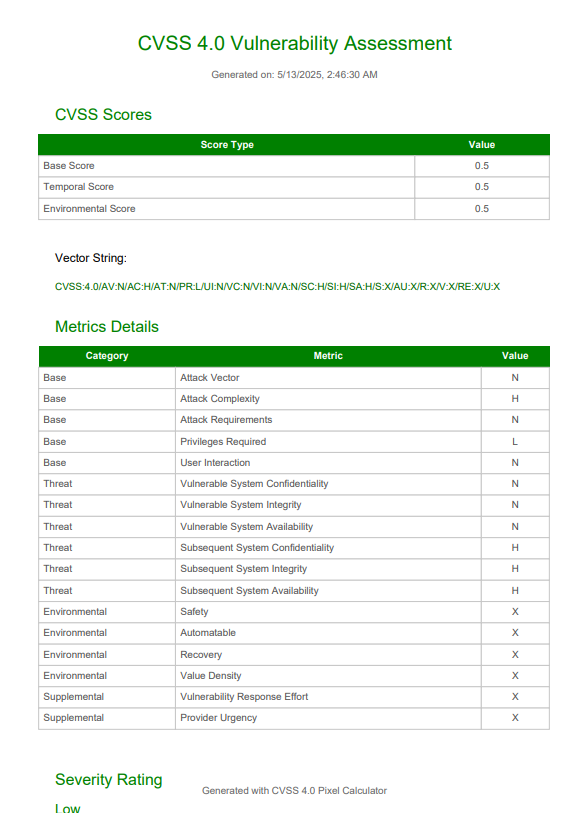 CVSS 4.0 Vulnerability Assessment
Generated on: 5/13/2025, 2:46:30 AM
CVSS Scores
Score Type Value
Base Score 0.5
Temporal Score 0.5
Environmental Score 0.5
Vector String:
CVSS:4.0/AV:N/AC:H/AT:N/PR:L/UI:N/VC:N/VI:N/VA:N/SC:H/SI:H/SA:H/S:X/AU:X/R:X/V:X/RE:X/U:X
Metrics Details
Category Metric Value
Base Attack Vector N
Base Attack Complexity H
Base Attack Requirements N
Base Privileges Required L
Base User Interaction N
Threat Vulnerable System Confidentiality N
Threat Vulnerable System Integrity N
Threat Vulnerable System Availability N
Threat Subsequent System Confidentiality H
Threat Subsequent System Integrity H
Threat Subsequent System Availability H
Environmental Safety X
Environmental Automatable X
Environmental Recovery X
Environmental Value Density X
Supplemental Vulnerability Response Effort X
Supplemental Provider Urgency X
Severity Rating
Generated with CVSS 4.0 Pixel Calculator
Low